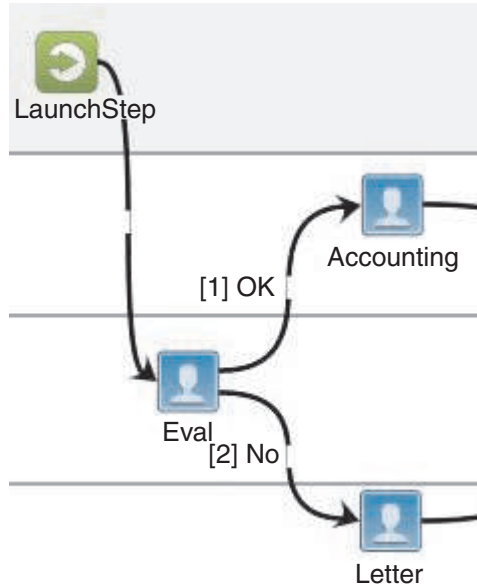 LaunchStep
Accounting
[1] OK
Eval
[2] No
Letter